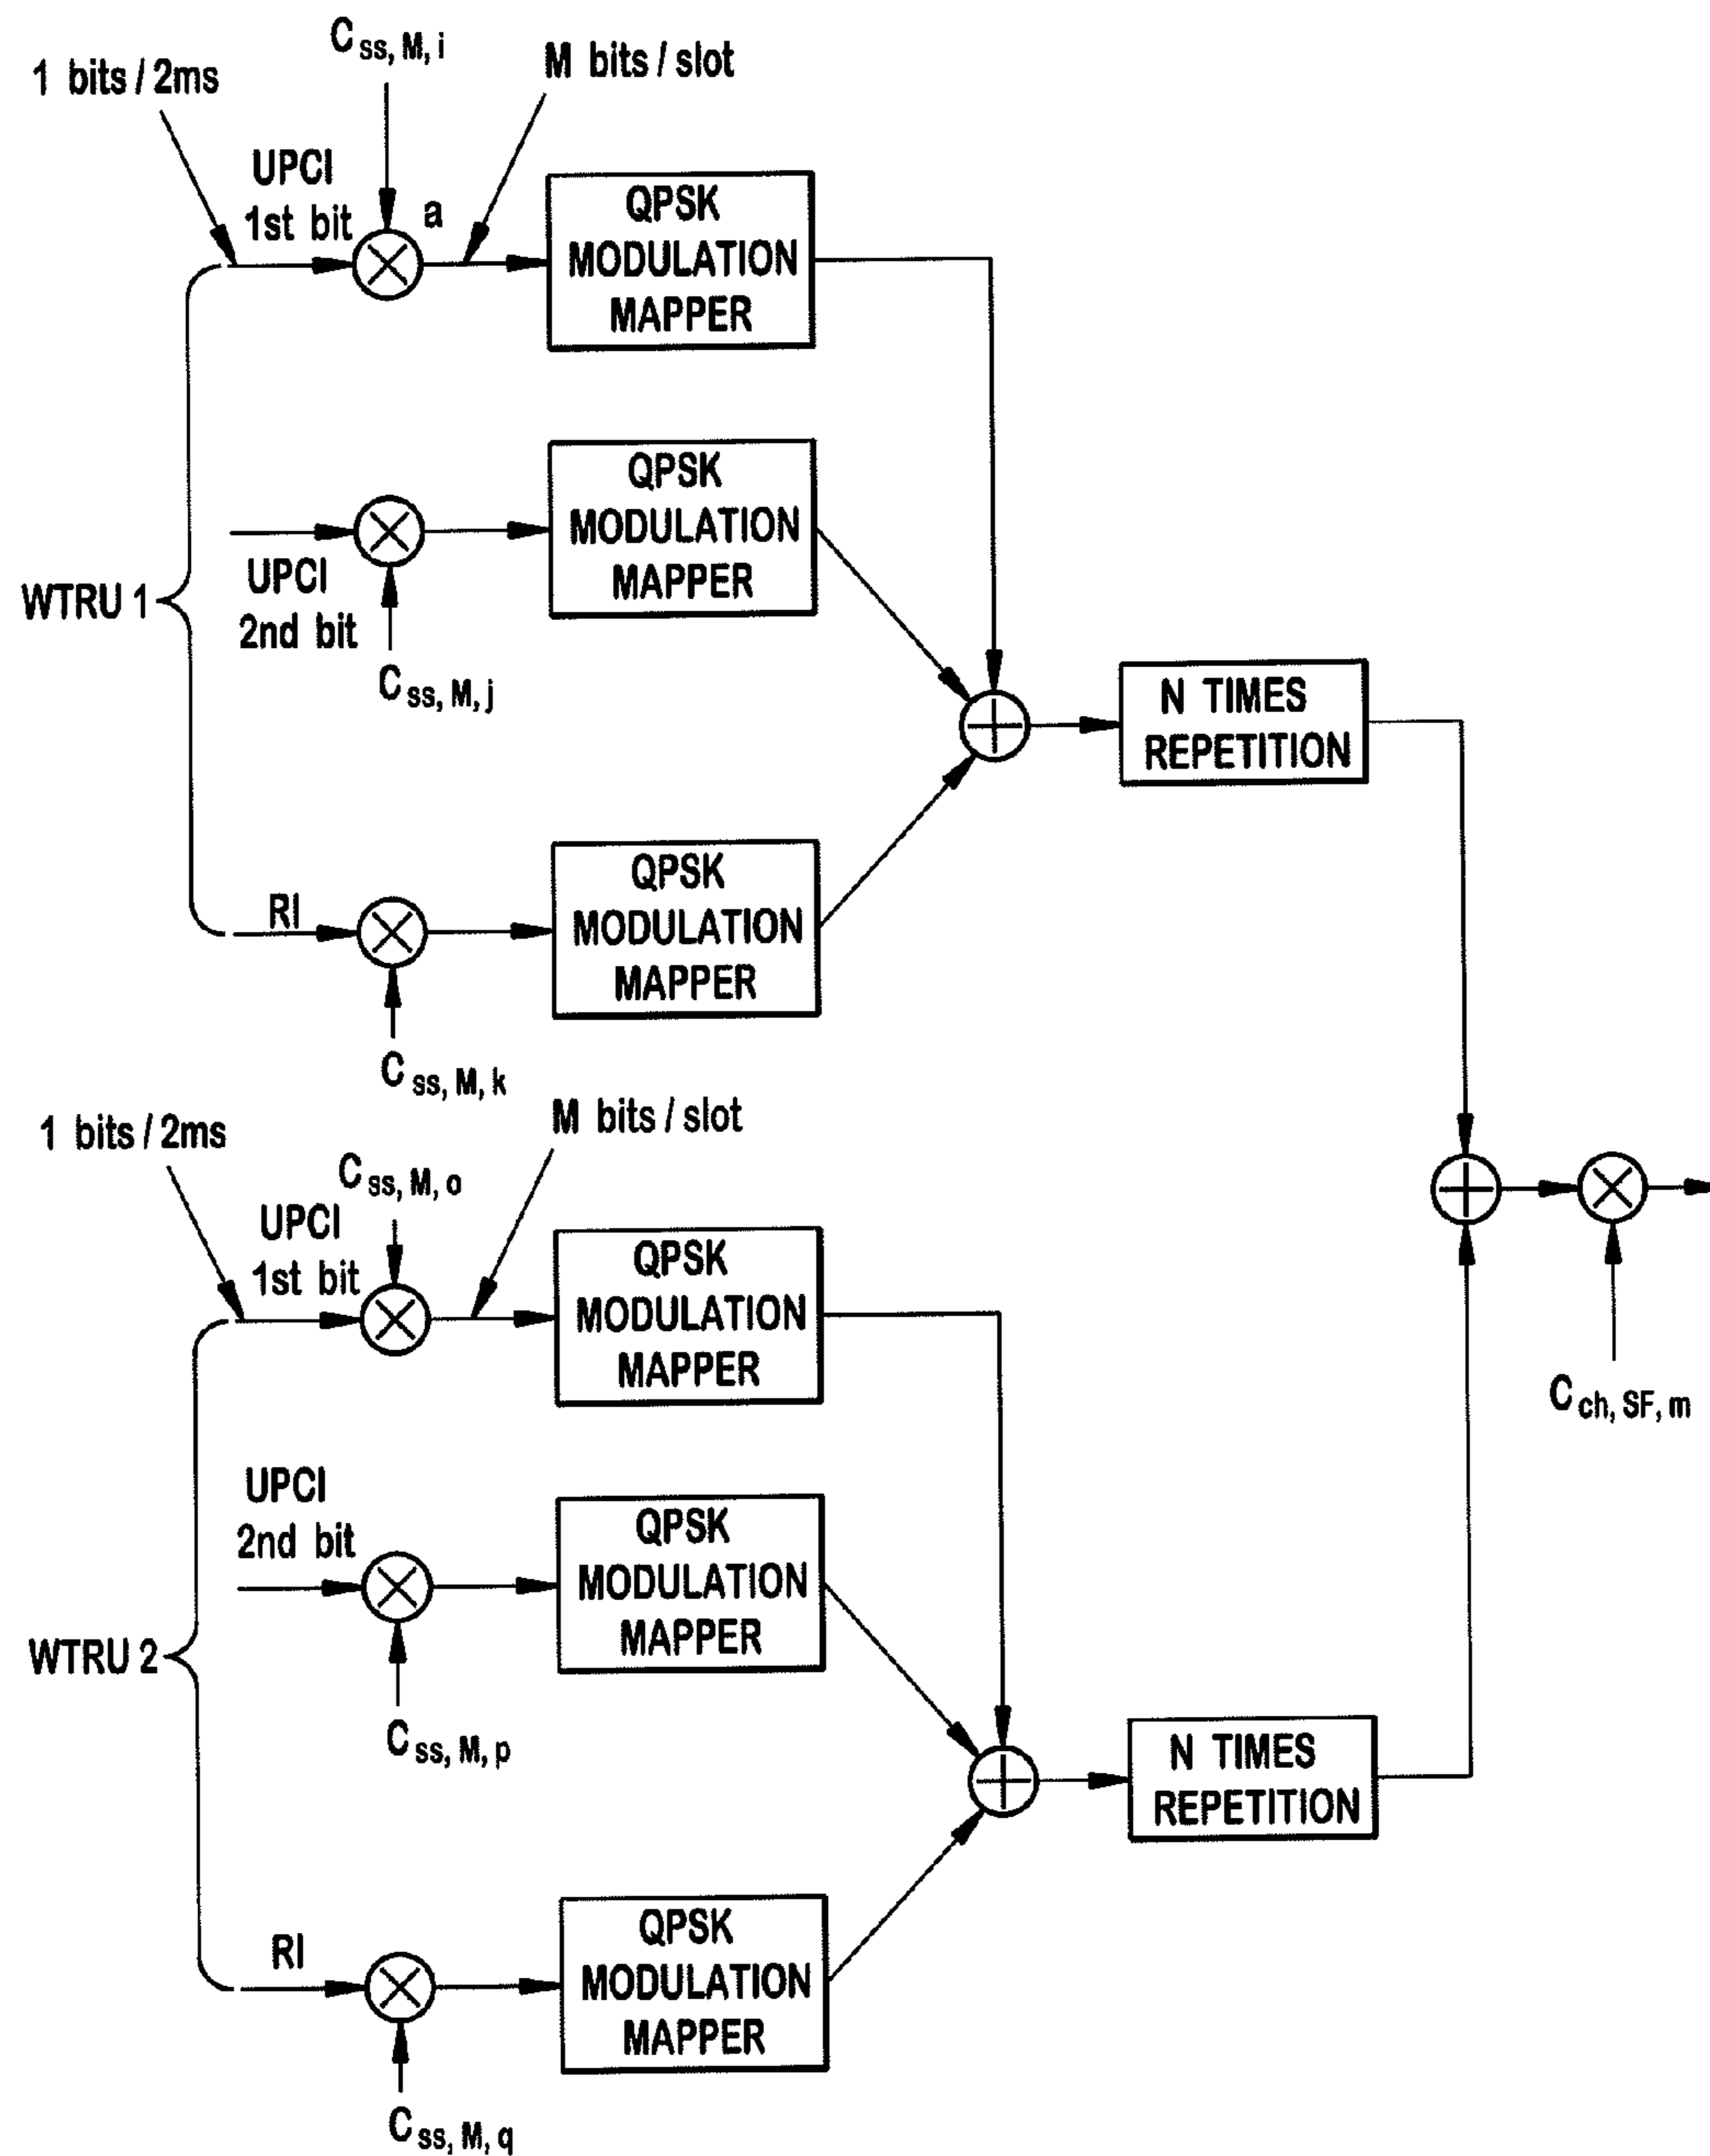 C ss, M, i
1 bits / 2ms
M bits / slot
UPCI
1st bit
a
QPSK
MODULATION
MAPPER
QPSK
MODULATION
MAPPER
UPCI
2nd bit
WTRU 1
C ss, M, j
N TIMES
REPETITION
QPSK
MODULATION
MAPPER
RI
C ss, M, k
1 bits / 2ms
M bits / slot
C ss, M, o
UPCI
1st bit
QPSK
MODULATION
MAPPER
C ch, SF, m
UPCI
2nd bit
QPSK
MODULATION
MAPPER
WTRU 2
C ss, M, p
N TIMES
REPETITION
RI
QPSK
MODULATION
MAPPER
C ss, M, q